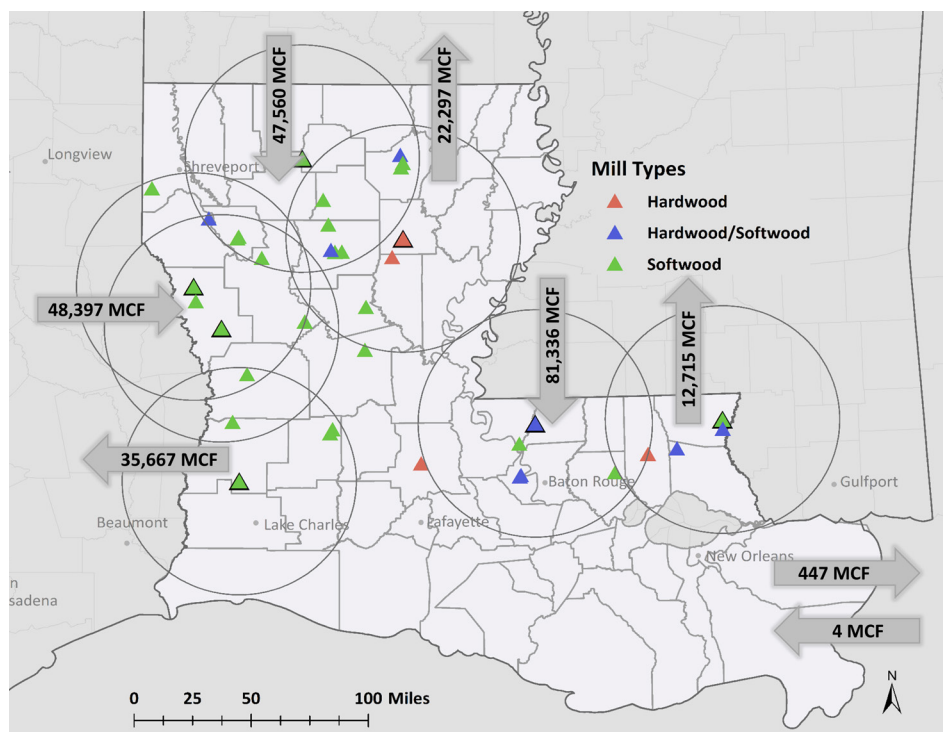 47,560 MCF
22,297 MCF
Longview
Shreveport
Mill Types
Hardwood
Hardwood/Softwood
Softwood
48,397 MCF
81,336 MCF
12,715 MCF
35,667 MCF
Baton Rouge
Gulfport
Beaumont
Lake Charles
Lafayette
New Orleans
447 MCF
n
sadena
4 MCF
N
0 25 50 100 Miles